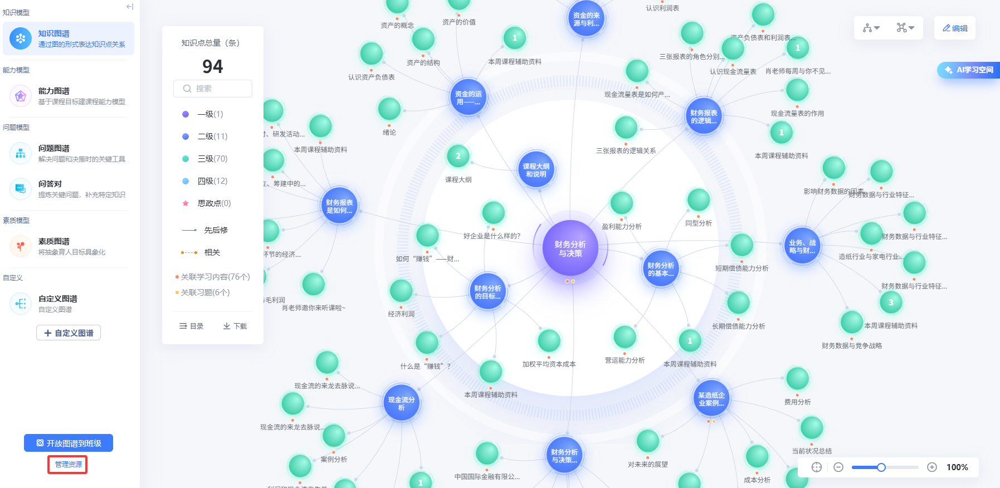 知识模型
知识图谱
通过图的形式表达知识点关系
能力模型
能力图谱
基于课程目标建课程能力模型
问题模型
问题图谱
解决问题和决策时的关键工具
问答对
提炼关键问题，补充特定知识
素质模型
素质图谱
将抽象育人目标具象化
自定义
自定义图谱
自定义图谱
自定义图谱
开放图谱到班级
管理资源
知识点总量（条）
94
搜索
一级(1)
二级(11)
三级(70)
四级(12)
思政点(0)
先后修
相关
关联学习内容(76个)
关联习题(6个)
目录
下载
编辑
AI学习空间
资产的概念
资产的价值
资金的来
源与利...
认识利润表
资产的结构
1
本周课程辅助资料
认识资产负债表
资金的运
用——...
绪论
资产负债表和利润表...
三张报表的角色分别...
认识现金流量表
1
肖老师每周与你不见...
现金流量表是如何产...
现金流量表的作用
财务报表
的逻辑...
1
本周课程辅助资料
三张报表的逻辑关系
、研发活动...
本周课程辅助资料
2
课程大纲
课程大纲
和说明
、筹建中的...
财务报表
是如何...
影响财务数据的因素
财务数据与行业特征...
财务数据与行业特征...
造纸行业与家电行业...
业务、战
略与财...
财务数据与行业特征...
3
本周课程辅助资料
财务数据与竞争战略
盈利能力分析
同型分析
好企业是什么样的？
如何“赚钱”——财...
财务分析
与决策
短期偿债能力分析
财务分析
的基本...
环节的经济...
毛利润
肖老师邀你来听课啦~
经济利润
财务分析
的目标...
长期偿债能力分析
什么是“赚钱”？
加权平均资本成本
营运能力分析
1
本周课程辅助资料
本周课程辅助资料
现金流的来龙去脉说...
现金流的来龙去脉说...
现金流分
析
案例分析
1
某造纸企
业案例...
费用分析
当前状况总结
对未来的展望
财务分析
与决策...
中国国际金融有限公...
成本分析
100%